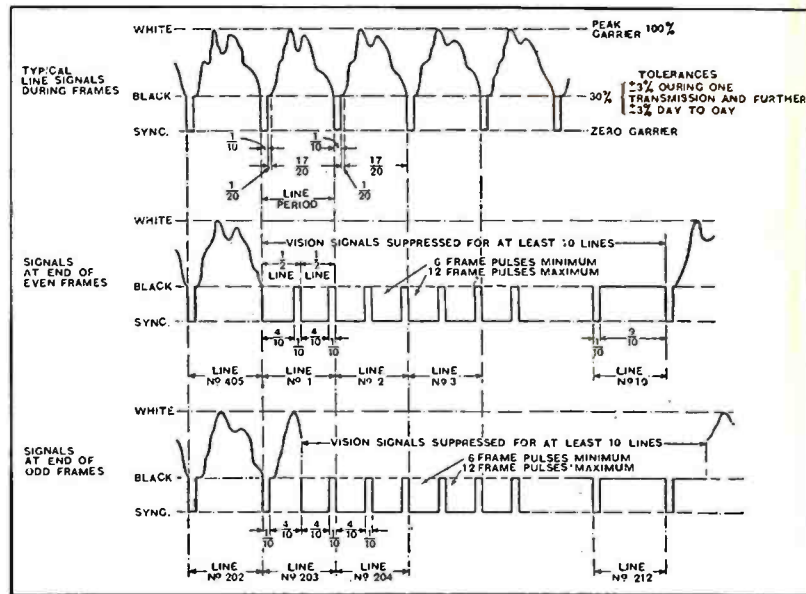 WHITE
PEAK
GARRIER 100%
TYPICAL
LINE SIGNALS
DURING FRAMES
TOLERANCES
±3% DURING ONE
TRANSMISSION AND FURTHER
±3% DAY TO OAY
BLACK
30%
SYNC.
ZERO GARRIER
1/10
1/10
17/20
17/20
1/20
1/20
LINE
PERIOD
WHITE
SIGNALS
AT END OF
EVEN FRAMES
VISION SIGNALS SUPPRESSED FOR AT LEAST 10 LINES
1/2 LINE
1/2 LINE
6 FRAME PULSES MINIMUM
12 FRAME PULSES MAXIMUM
BLACK
SYNC.
4/10
1/10
4/10
1/10
1/10
9/10
LINE
Nº 405
LINE
Nº 1
LINE
Nº 2
LINE
Nº 3
LINE
Nº 10
WHITE
SIGNALS
AT END OF
ODD FRAMES
VISION SIGNALS SUPPRESSED FOR AT LEAST 10 LINES
6 FRAME PULSES MINIMUM
12 FRAME PULSES MAXIMUM
BLACK
SYNC.
1/10
4/10
4/10
1/10
4/10
1/10
LINE
Nº 202
LINE
Nº 203
LINE
Nº 204
LINE
Nº 212